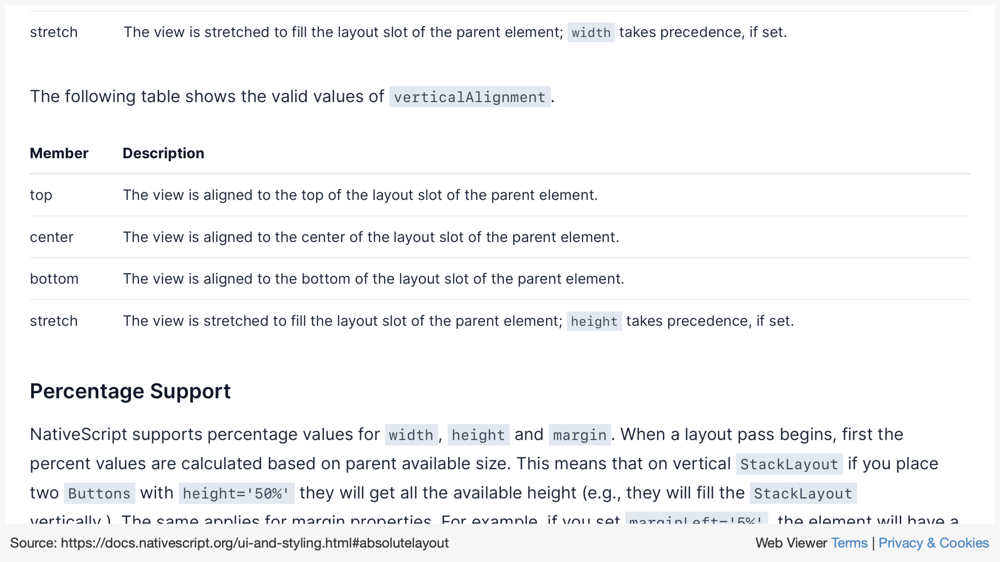 stretch The view is stretched to fill the layout slot of the parent element; width takes precedence, if set.
The following table shows the valid values of verticalAlignment.
Member Description
top The view is aligned to the top of the layout slot of the parent element.
center The view is aligned to the center of the layout slot of the parent element.
bottom The view is aligned to the bottom of the layout slot of the parent element.
stretch The view is stretched to fill the layout slot of the parent element; height takes precedence, if set.
Percentage Support
NativeScript supports percentage values for width, height and margin. When a layout pass begins, first the
percent values are calculated based on parent available size. This means that on vertical StackLayout if you place
two Buttons with height='50%' they will get all the available height (e.g., they will fill the StackLayout
vertically.). The same applies for margin properties. For example, if you set marginLeft='5%', the element will have a
Source: https://docs.nativescript.org/ui-and-styling.html#absolutelayout Web Viewer Terms | Privacy & Cookies